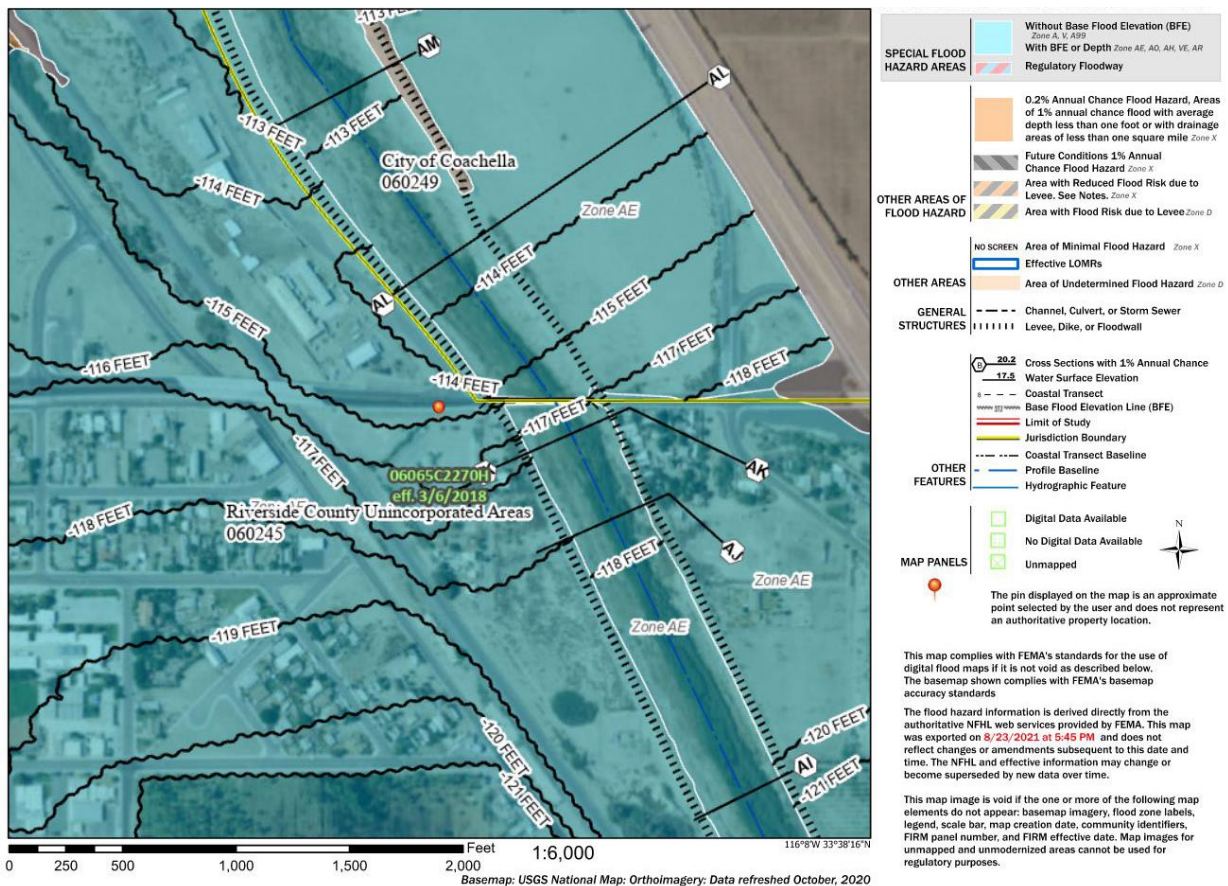 -113 FEET
AM
AL
-113 FEET
-113 FEET
City of Coachella
060249
-114 FEET
Zone AE
AL
-114 FEET
-115 FEET
-115 FEET
-116 FEET
-117 FEET
-118 FEET
-114 FEET
-117 FEET
-117 FEET
AK
06065C2270H
eff. 3/6/2018
Riverside County Unincorporated Areas
060245
-118 FEET
AJ
-118 FEET
Zone AE
Zone AE
-119 FEET
-120 FEET
-120 FEET
-121 FEET
AI
-121 FEET
Feet
1:6,000
116°8'W 33°38'16"N
0 250 500 1,000 1,500 2,000
Basemap: USGS National Map: Orthoimagery: Data refreshed October, 2020
SPECIAL FLOOD
HAZARD AREAS
Without Base Flood Elevation (BFE)
Zone A, V, A99
With BFE or Depth Zone AE, AO, AH, VE, AR
Regulatory Floodway
OTHER AREAS OF
FLOOD HAZARD
0.2% Annual Chance Flood Hazard, Areas
of 1% annual chance flood with average
depth less than one foot or with drainage
areas of less than one square mile Zone X
Future Conditions 1% Annual
Chance Flood Hazard Zone X
Area with Reduced Flood Risk due to
Levee. See Notes. Zone X
Area with Flood Risk due to Levee Zone D
OTHER AREAS
NO SCREEN Area of Minimal Flood Hazard Zone X
Effective LOMRs
Area of Undetermined Flood Hazard Zone D
GENERAL
STRUCTURES
Channel, Culvert, or Storm Sewer
Levee, Dike, or Floodwall
B 20.2 Cross Sections with 1% Annual Chance
17.5 Water Surface Elevation
8 Coastal Transect
Base Flood Elevation Line (BFE)
Limit of Study
Jurisdiction Boundary
Coastal Transect Baseline
OTHER
FEATURES
Profile Baseline
Hydrographic Feature
MAP PANELS
Digital Data Available
No Digital Data Available
Unmapped
N
The pin displayed on the map is an approximate
point selected by the user and does not represent
an authoritative property location.
This map complies with FEMA's standards for the use of
digital flood maps if it is not void as described below.
The basemap shown complies with FEMA's basemap
accuracy standards
The flood hazard information is derived directly from the
authoritative NFHL web services provided by FEMA. This map
was exported on 8/23/2021 at 5:45 PM and does not
reflect changes or amendments subsequent to this date and
time. The NFHL and effective information may change or
become superseded by new data over time.
This map image is void if the one or more of the following map
elements do not appear: basemap imagery, flood zone labels,
legend, scale bar, map creation date, community identifiers,
FIRM panel number, and FIRM effective date. Map images for
unmapped and unmodernized areas cannot be used for
regulatory purposes.